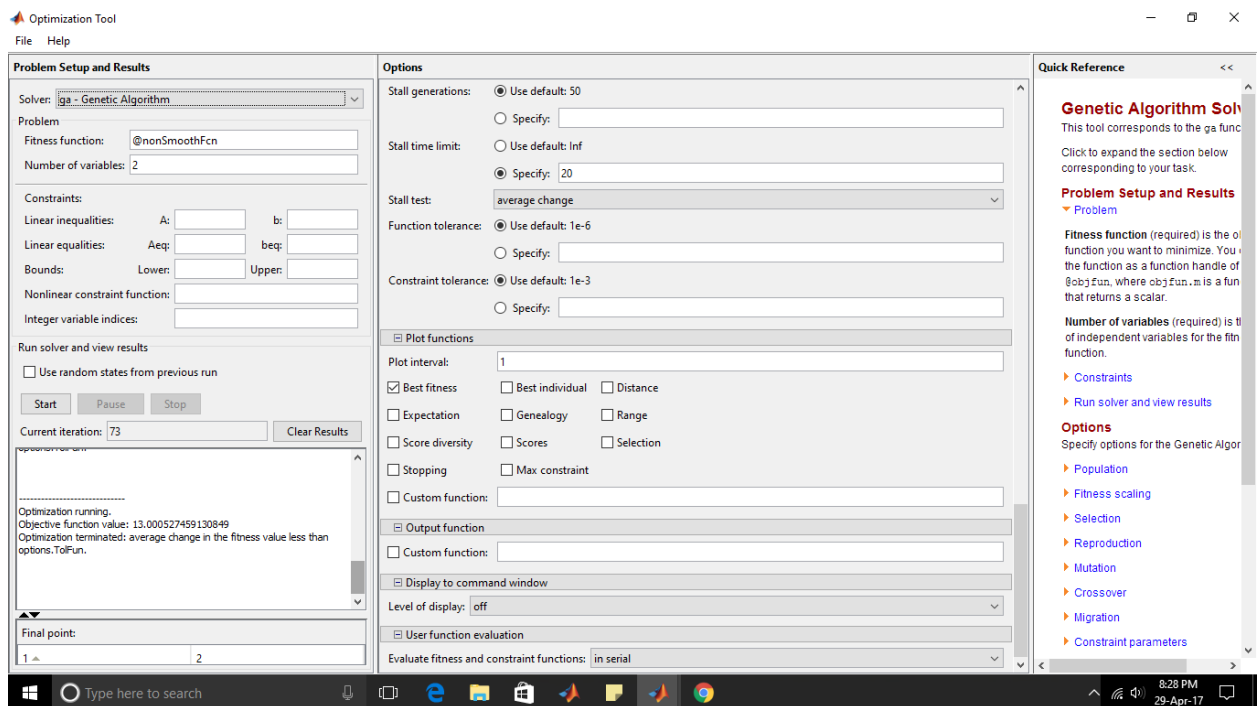 Optimization Tool
File Help
Problem Setup and Results
Solver: ga - Genetic Algorithm
Problem
Fitness function: @nonSmoothFcn
Number of variables: 2
Constraints:
Linear inequalities: A: b:
Linear equalities: Aeq: beq:
Bounds: Lower: Upper:
Nonlinear constraint function:
Integer variable indices:
Run solver and view results
Use random states from previous run
Start Pause Stop
Current iteration: 73 Clear Results
options.TolFun.
-----------------------------
Optimization running.
Objective function value: 13.000527459130849
Optimization terminated: average change in the fitness value less than
options.TolFun.
Final point:
1 2
Options
Stall generations: Use default: 50
Specify:
Stall time limit: Use default: Inf
Specify: 20
Stall test: average change
Function tolerance: Use default: 1e-6
Specify:
Constraint tolerance: Use default: 1e-3
Specify:
Plot functions
Plot interval: 1
Best fitness Best individual Distance
Expectation Genealogy Range
Score diversity Scores Selection
Stopping Max constraint
Custom function:
Output function
Custom function:
Display to command window
Level of display: off
User function evaluation
Evaluate fitness and constraint functions: in serial
Quick Reference <<
Genetic Algorithm Solv
This tool corresponds to the ga func
Click to expand the section below
corresponding to your task.
Problem Setup and Results
Problem
Fitness function (required) is the o
function you want to minimize. You
the function as a function handle of
@objfun, where objfun.m is a fun
that returns a scalar.
Number of variables (required) is t
of independent variables for the fitn
function.
Constraints
Run solver and view results
Options
Specify options for the Genetic Algor
Population
Fitness scaling
Selection
Reproduction
Mutation
Crossover
Migration
Constraint parameters
Type here to search
8:28 PM
29-Apr-17